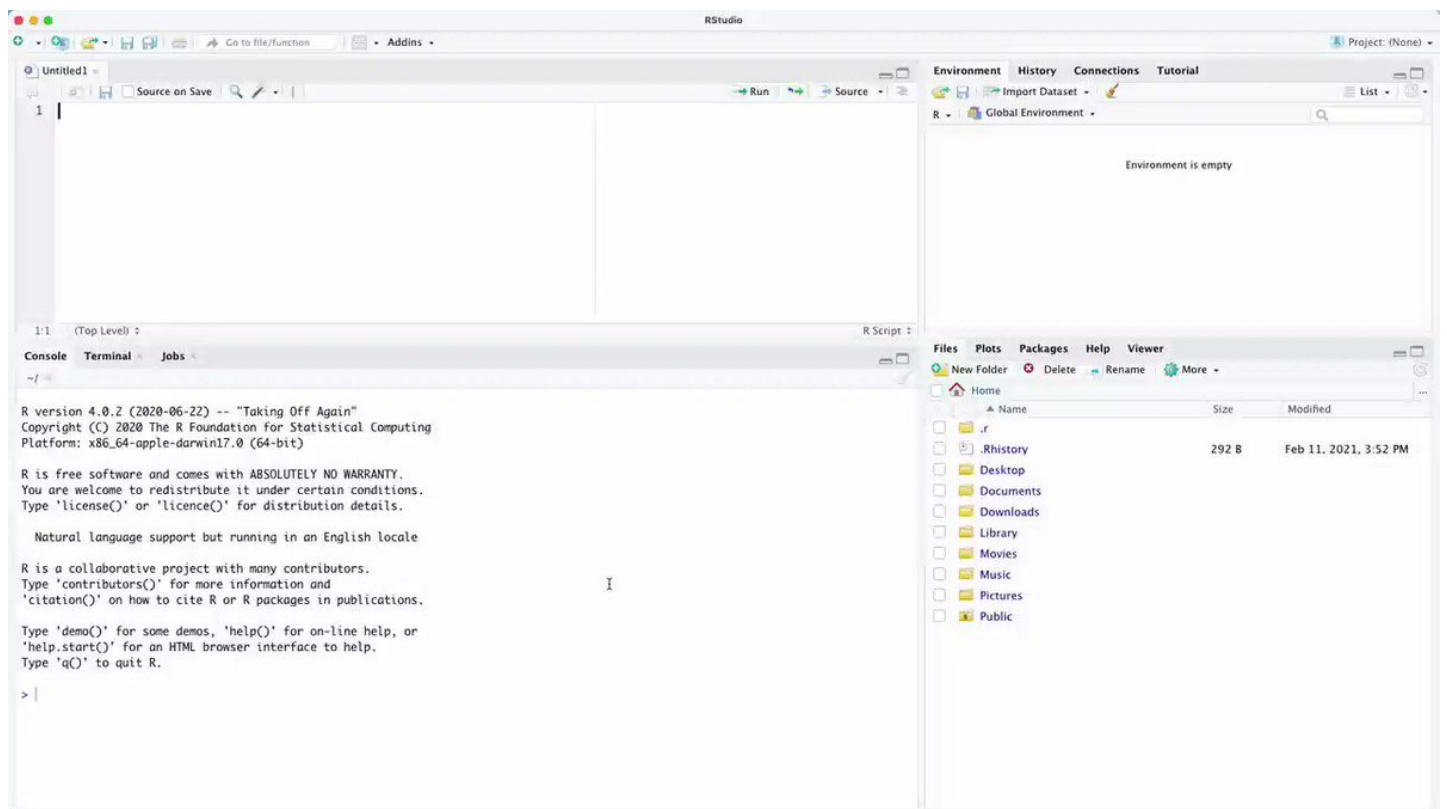 RStudio
Go to file/function Addins Project: (None)
Untitled1
Source on Save Run Source
1
1:1 (Top Level) R Script
Console Terminal Jobs
~/
R version 4.0.2 (2020-06-22) -- "Taking Off Again"
Copyright (C) 2020 The R Foundation for Statistical Computing
Platform: x86_64-apple-darwin17.0 (64-bit)
R is free software and comes with ABSOLUTELY NO WARRANTY.
You are welcome to redistribute it under certain conditions.
Type 'license()' or 'licence()' for distribution details.
Natural language support but running in an English locale
R is a collaborative project with many contributors.
Type 'contributors()' for more information and
'citation()' on how to cite R or R packages in publications.
Type 'demo()' for some demos, 'help()' for on-line help, or
'help.start()' for an HTML browser interface to help.
Type 'q()' to quit R.
>
Environment History Connections Tutorial
Import Dataset List
R Global Environment
Environment is empty
Files Plots Packages Help Viewer
New Folder Delete Rename More
Home ...
Name Size Modified
.r
.Rhistory 292 B Feb 11, 2021, 3:52 PM
Desktop
Documents
Downloads
Library
Movies
Music
Pictures
Public